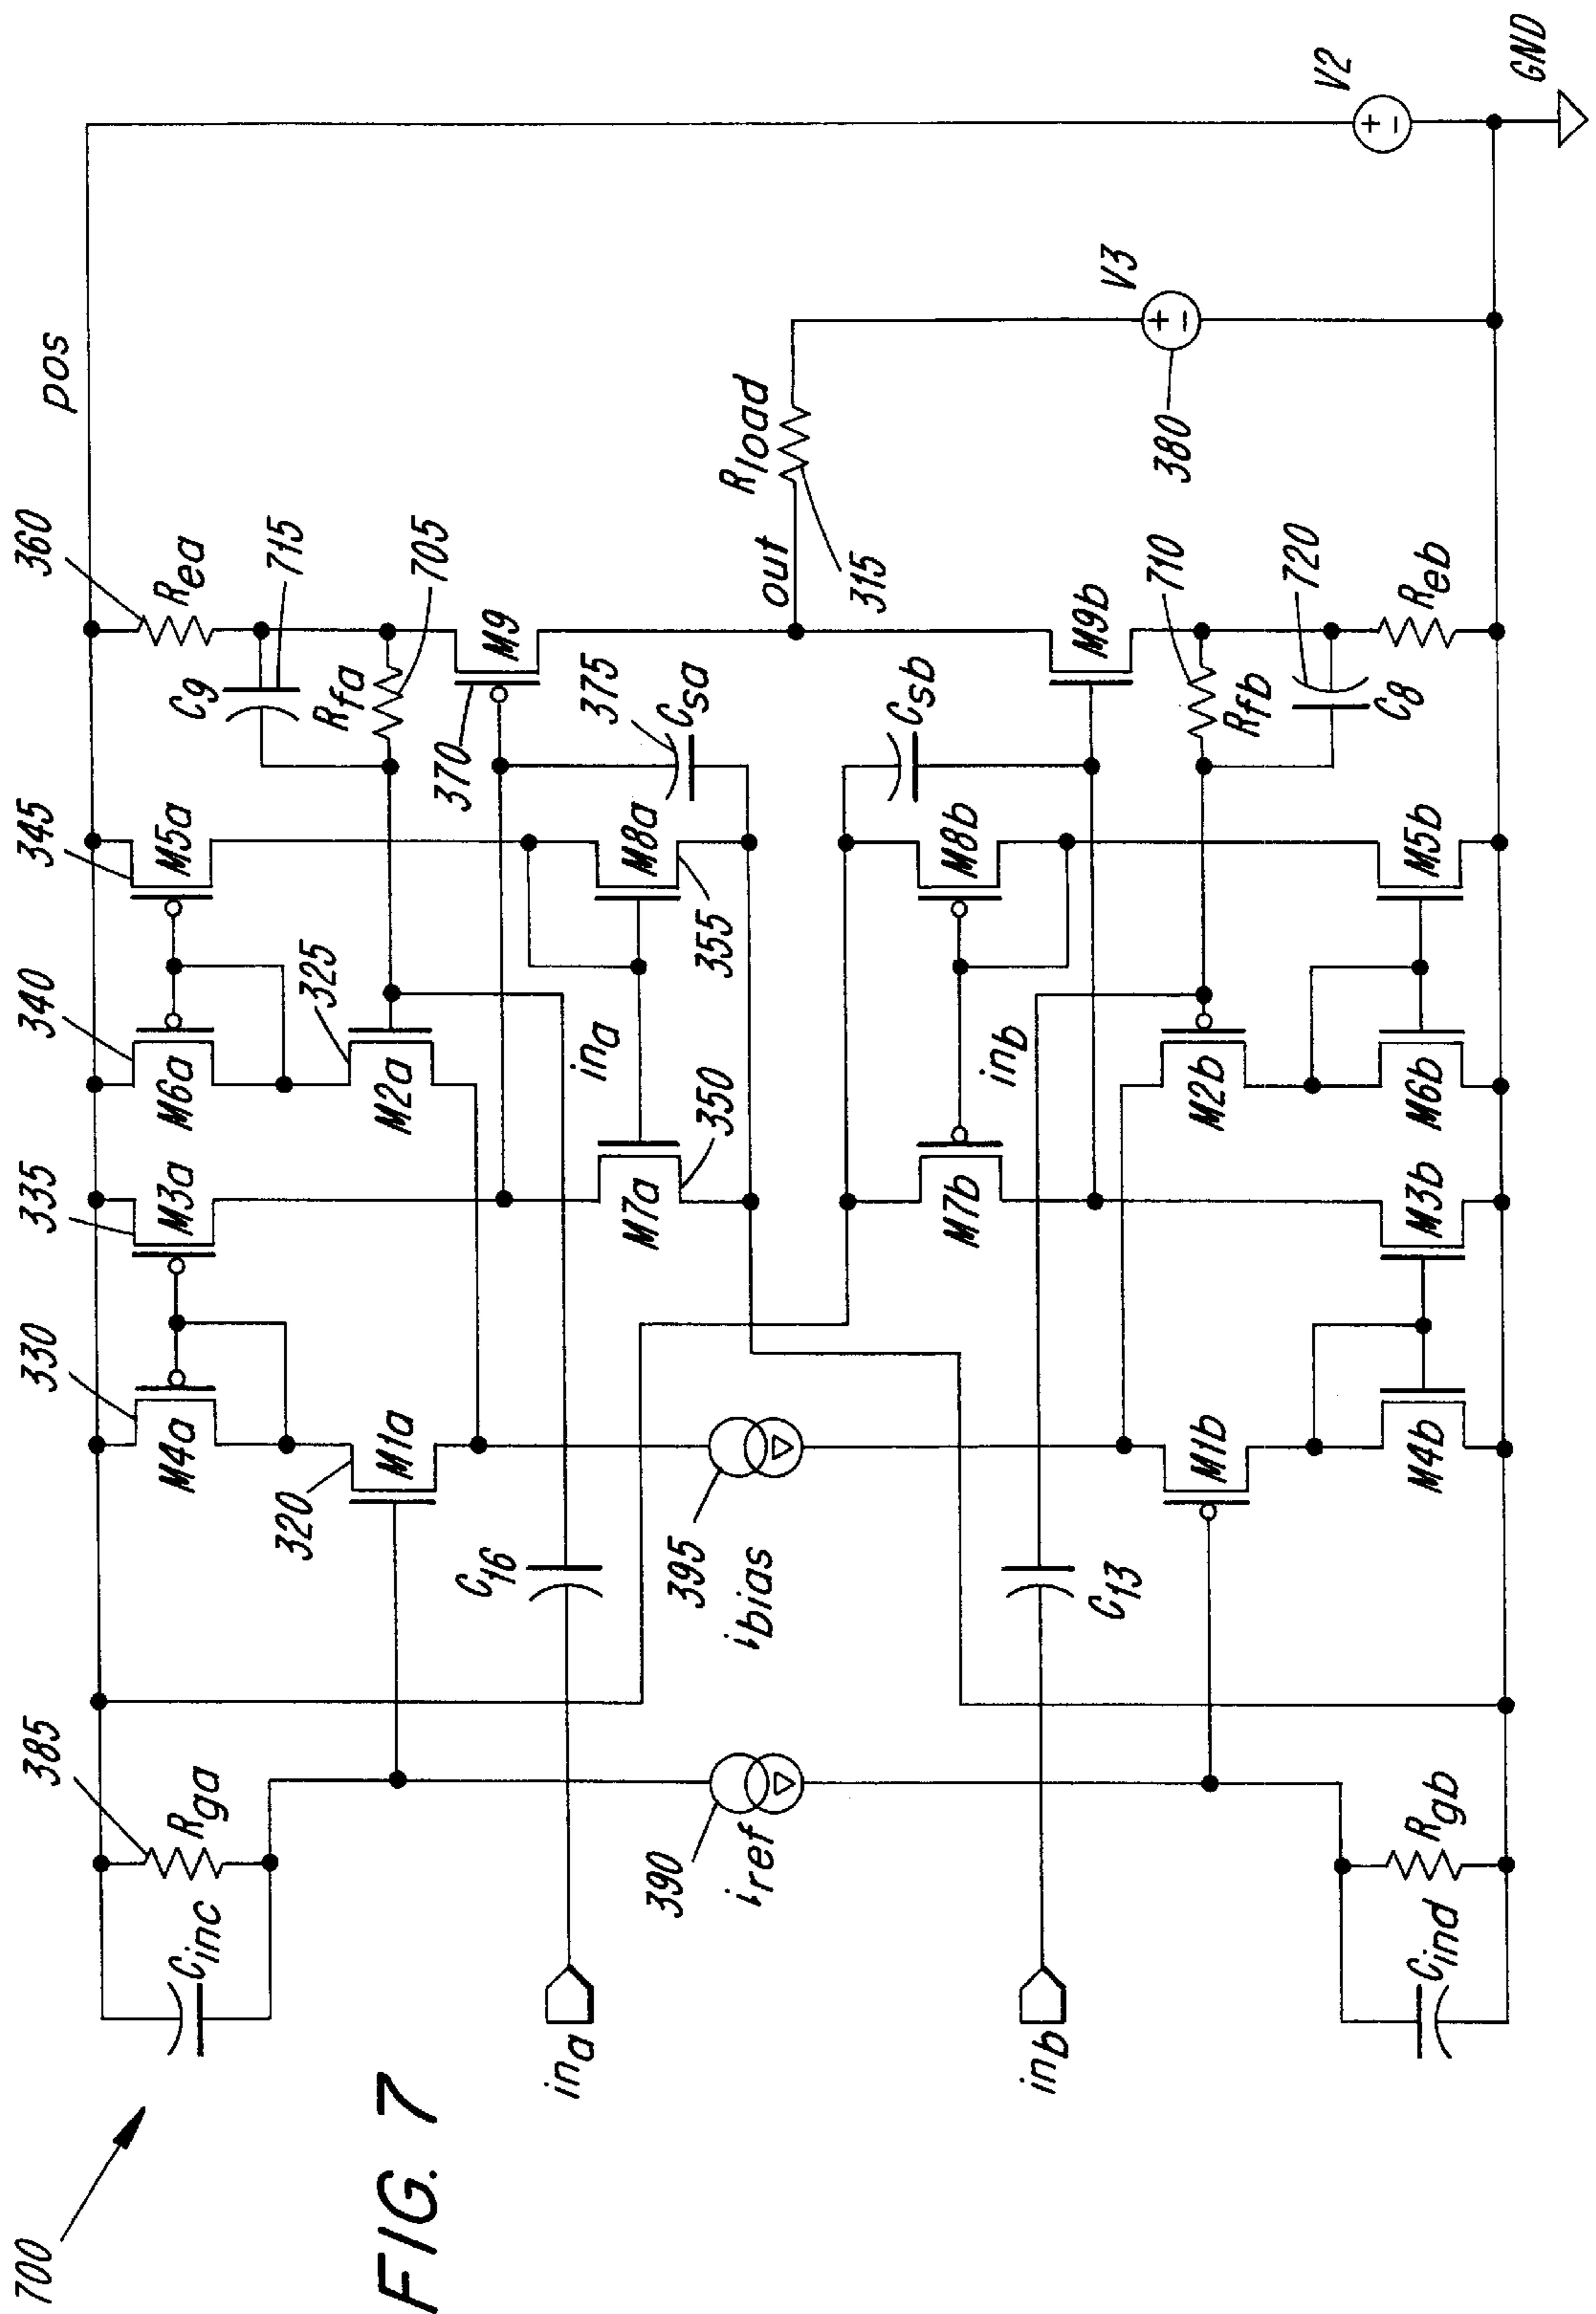 700
FIG. 7
pos
385
330
335
340
345
360
Cinc
Rga
M4a
M3a
M6a
M5a
Rea
C9
715
320
M1a
325
M2a
Rfa
705
370
M9
ina
C16
ina
M7a
350
M8a
355
375
Csa
out
Rload
315
390
iref
395
ibias
inb
C13
inb
M7b
M8b
Csb
M9b
V3
380
M1b
M2b
710
Rfb
720
C8
Reb
Cind
Rgb
M4b
M3b
M6b
M5b
V2
GND